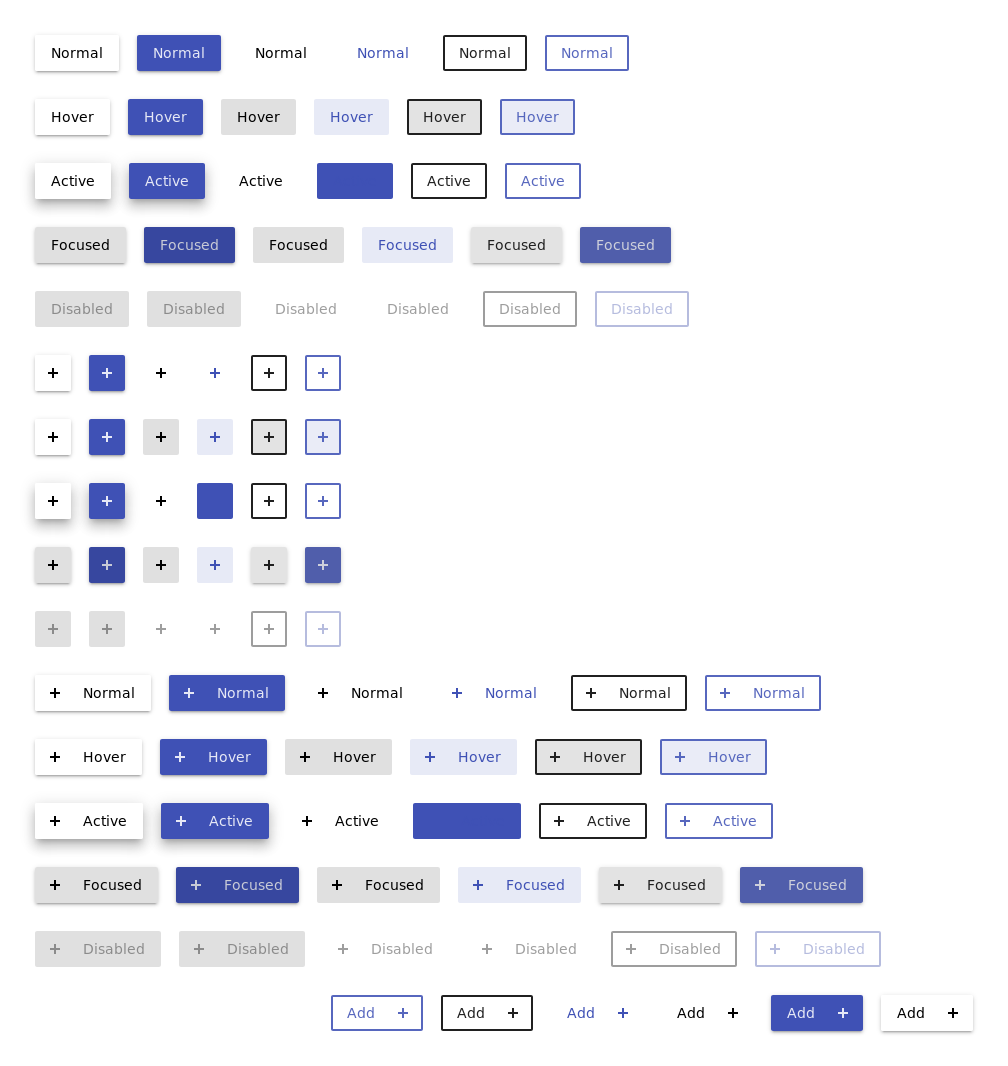 Normal Normal Normal Normal Normal Normal
Hover Hover Hover Hover Hover Hover
Active Active Active Active Active
Focused Focused Focused Focused Focused Focused
Disabled Disabled Disabled Disabled Disabled Disabled
+ + + + + +
+ + + + + +
+ + + + +
+ + + + + +
+ + + + + +
+ Normal + Normal + Normal + Normal + Normal + Normal
+ Hover + Hover + Hover + Hover + Hover + Hover
+ Active + Active + Active + Active + Active
+ Focused + Focused + Focused + Focused + Focused + Focused
+ Disabled + Disabled + Disabled + Disabled + Disabled + Disabled
Add + Add + Add + Add + Add + Add +